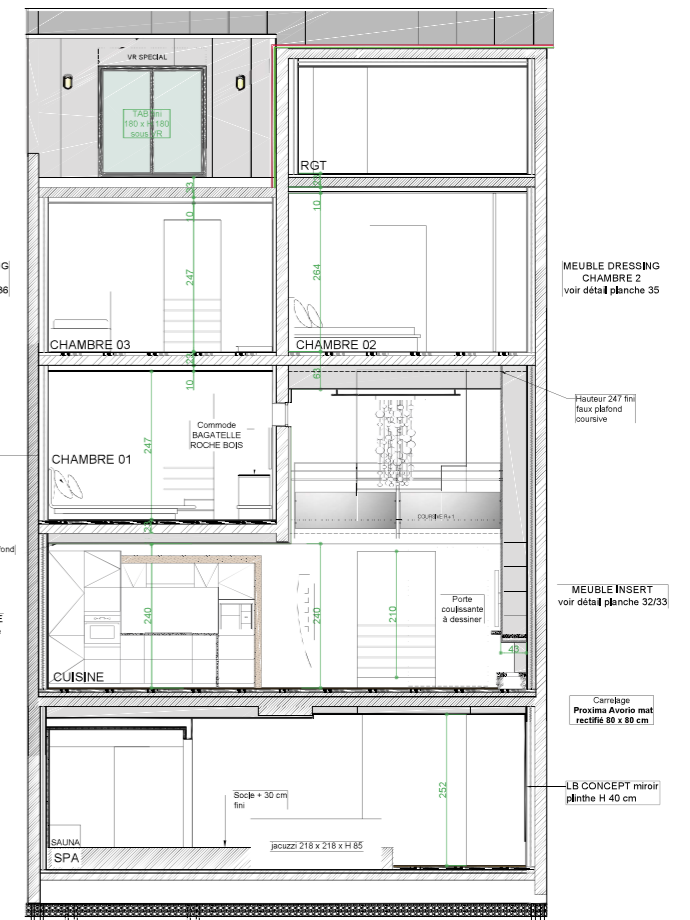 VR SPECIAL
TAB fini
180 x H 180
sous VR
RGT
33
10
247
10
264
G
36
MEUBLE DRESSING
CHAMBRE 2
voir détail planche 35
CHAMBRE 03
CHAMBRE 02
10
63
Hauteur 247 fini
faux plafond
coursive
Commode
BAGATELLE
ROCHE BOIS
CHAMBRE 01
247
COURSIVE R+1
fond
240
240
210
Porte
coulissante
à dessiner
MEUBLE INSERT
voir détail planche 32/33
E
43
CUISINE
Carrelage
Proxima Avorio mat
rectifié 80 x 80 cm
252
Socle + 30 cm
fini
LB CONCEPT miroir
plinthe H 40 cm
SAUNA
SPA
jacuzzi 218 x 218 x H 85